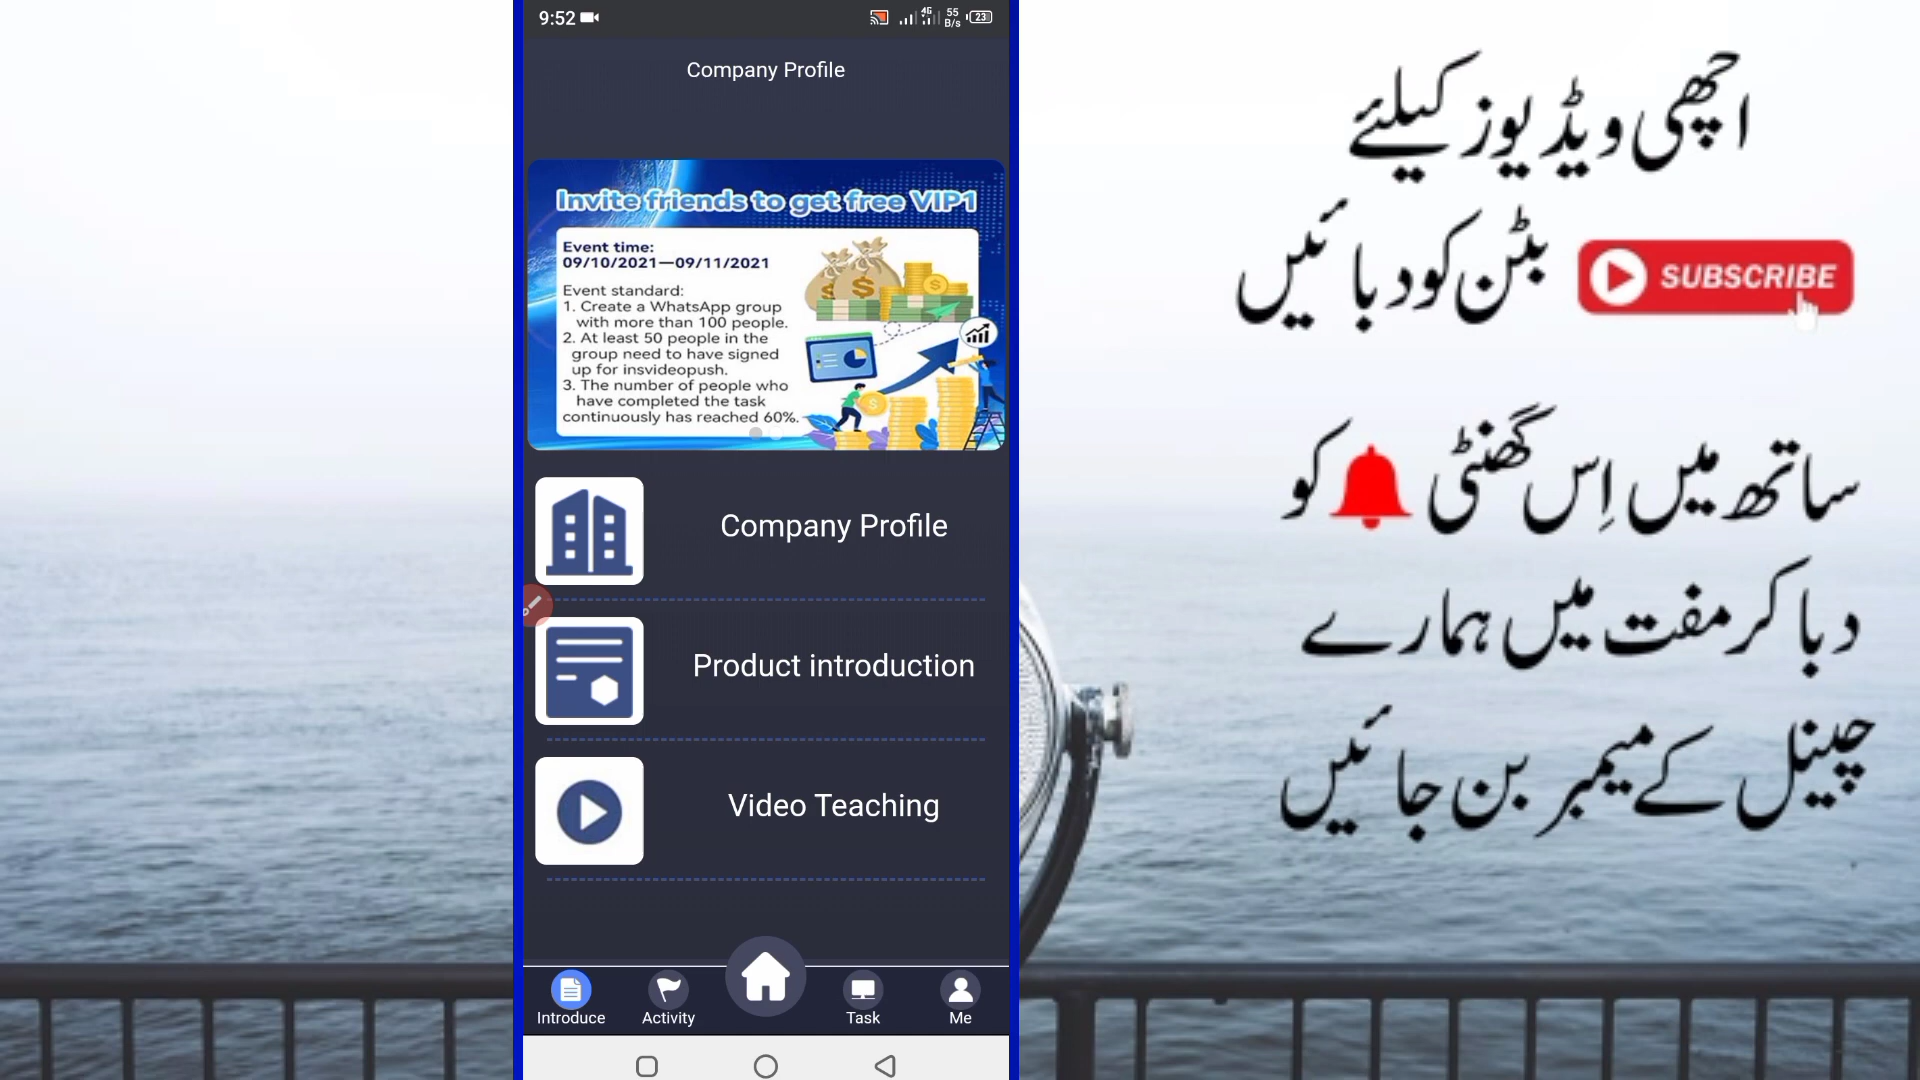 9:52
4G
55
B/s
23
Company Profile
Invite friends to get free VIP1
Event time:
09/10/2021—09/11/2021
Event standard:
1. Create a WhatsApp group
with more than 100 people.
2. At least 50 people in the
group need to have signed
up for insvideopush.
3. The number of people who
have completed the task
continuously has reached 60%.
Company Profile
Product introduction
Video Teaching
Introduce
Activity
Task
Me
اچھی ویڈیوز کیلئے
SUBSCRIBE بٹن کو دبائیں
ساتھ میں اِس گھنٹی کو
دبا کر مفت میں ہمارے
چینل کے میمبر بن جائیں